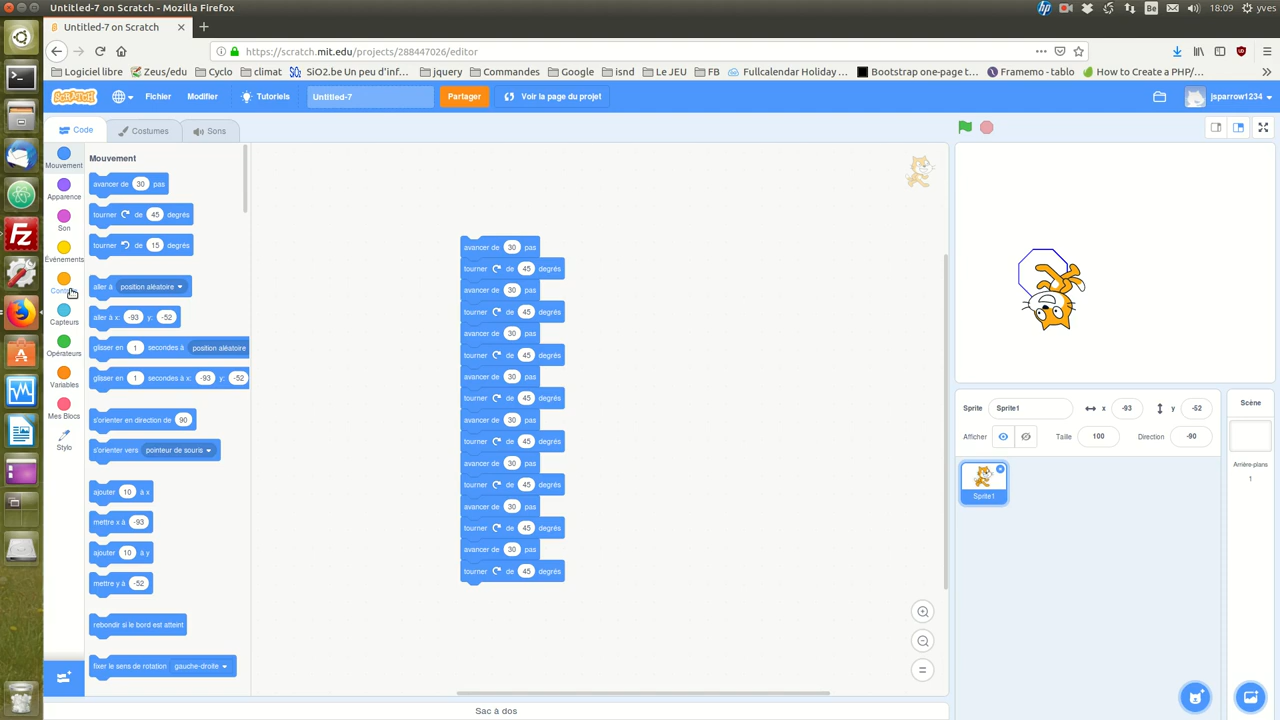 Untitled-7 on Scratch - Mozilla Firefox
Be
18:09
yves
Untitled-7 on Scratch
https://scratch.mit.edu/projects/288447026/editor
Logiciel libre
Zeus/edu
Cyclo
climat
SiO2.be Un peu d'inf…
jquery
Commandes
Google
isnd
Le JEU
FB
Fullcalendar Holiday …
Bootstrap one-page t…
Framemo - tablo
How to Create a PHP/…
SCRATCH
Fichier
Modifier
Tutoriels
Untitled-7
Partager
Voir la page du projet
jsparrow1234
Code
Costumes
Sons
Mouvement
Apparence
Son
Événements
Capteurs
Opérateurs
Variables
Mes Blocs
Stylo
Mouvement
avancer de 30 pas
tourner de 45 degrés
tourner de 15 degrés
aller à position aléatoire
aller à x: -93 y: -52
glisser en 1 secondes à position aléatoire
glisser en 1 secondes à x: -93 y: -52
s'orienter en direction de 90
s'orienter vers pointeur de souris
ajouter 10 à x
mettre x à -93
ajouter 10 à y
mettre y à -52
rebondir si le bord est atteint
fixer le sens de rotation gauche-droite
avancer de 30 pas
tourner de 45 degrés
avancer de 30 pas
tourner de 45 degrés
avancer de 30 pas
tourner de 45 degrés
avancer de 30 pas
tourner de 45 degrés
avancer de 30 pas
tourner de 45 degrés
avancer de 30 pas
tourner de 45 degrés
avancer de 30 pas
tourner de 45 degrés
avancer de 30 pas
tourner de 45 degrés
Sac à dos
Sprite Sprite1 x -93 y -52
Afficher Taille 100 Direction -90
Sprite1
Scène
Arrière-plans
1